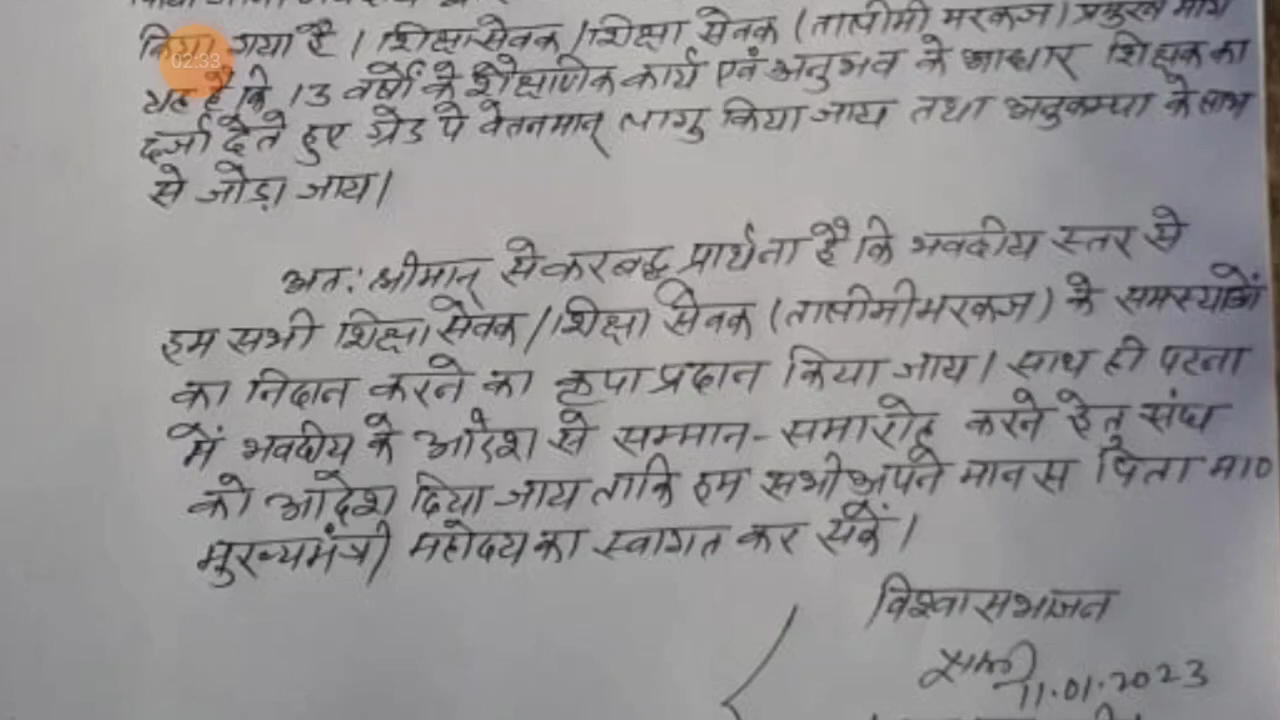 किया गया है। शिक्षा सेवक/शिक्षा सेवक (तालीमी मरकज) प्रमुख मांग
02:33
यह है कि 13 वर्षों के शैक्षणिक कार्य एवं अनुभव के आधार शिक्षक का
दर्जा देते हुए ग्रेड पे वेतनमान् लागु किया जाय तथा अनुकम्पा के लाभ
से जोड़ा जाय।
अत: श्रीमान् से करबद्ध प्रार्थना है कि भवदीय स्तर से
हम सभी शिक्षा सेवक/शिक्षा सेवक (तालीमी मरकज) के समस्याओं
का निदान करने का कृपा प्रदान किया जाय। साथ ही पटना
में भवदीय के आदेश से सम्मान-समारोह करने हेतु संघ
को आदेश दिया जाय ताकि हम सभी अपने मानस पिता मा०
मुख्यमंत्री महोदय का स्वागत कर सकें।
विश्वासभाजन
11.01.2023